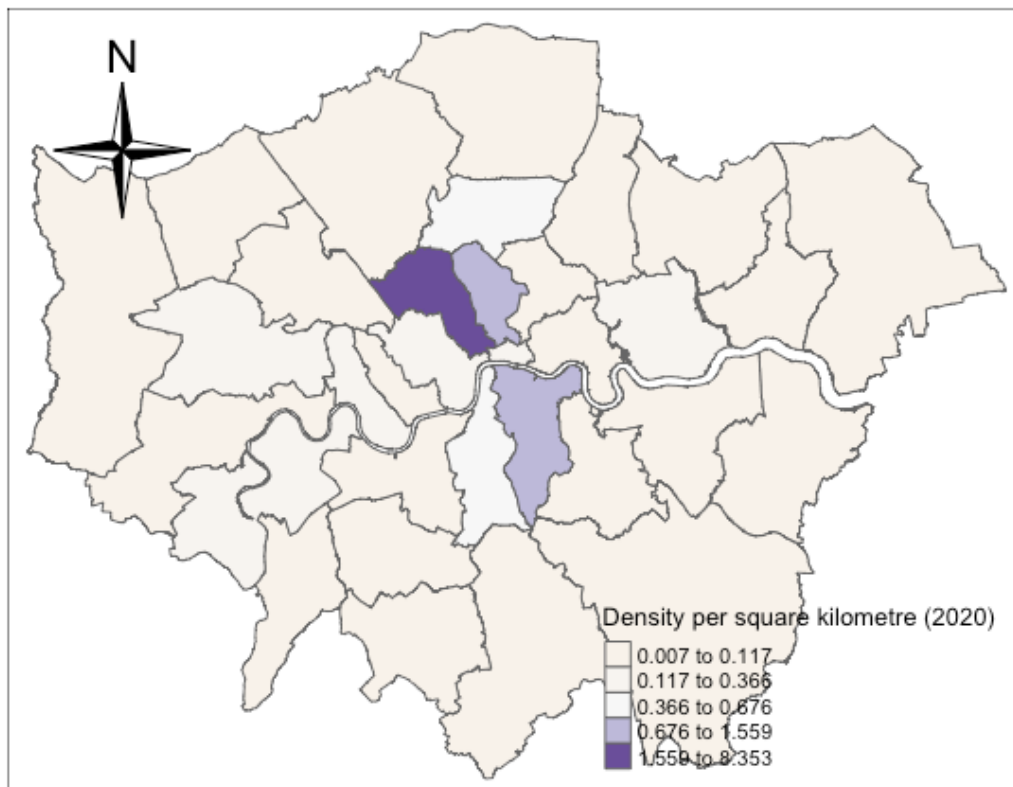 N
Density per square kilometre (2020)
0.007 to 0.117
0.117 to 0.366
0.366 to 0.676
0.676 to 1.559
1.559 to 8.353